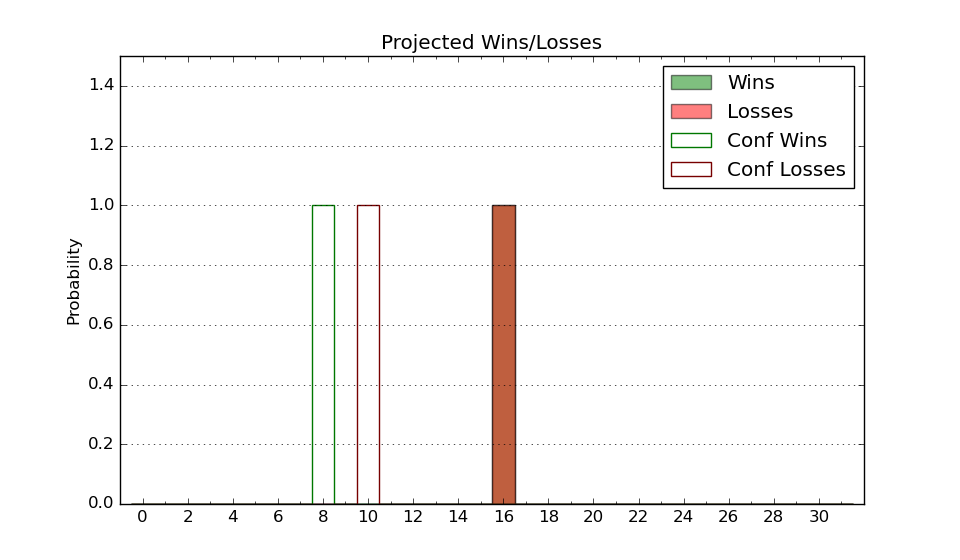 Projected Wins/Losses
1.4
1.2
1.0
0.8
0.6
0.4
0.2
0.0
Probability
Wins
Losses
Conf Wins
Conf Losses
0 2 4 6 8 10 12 14 16 18 20 22 24 26 28 30